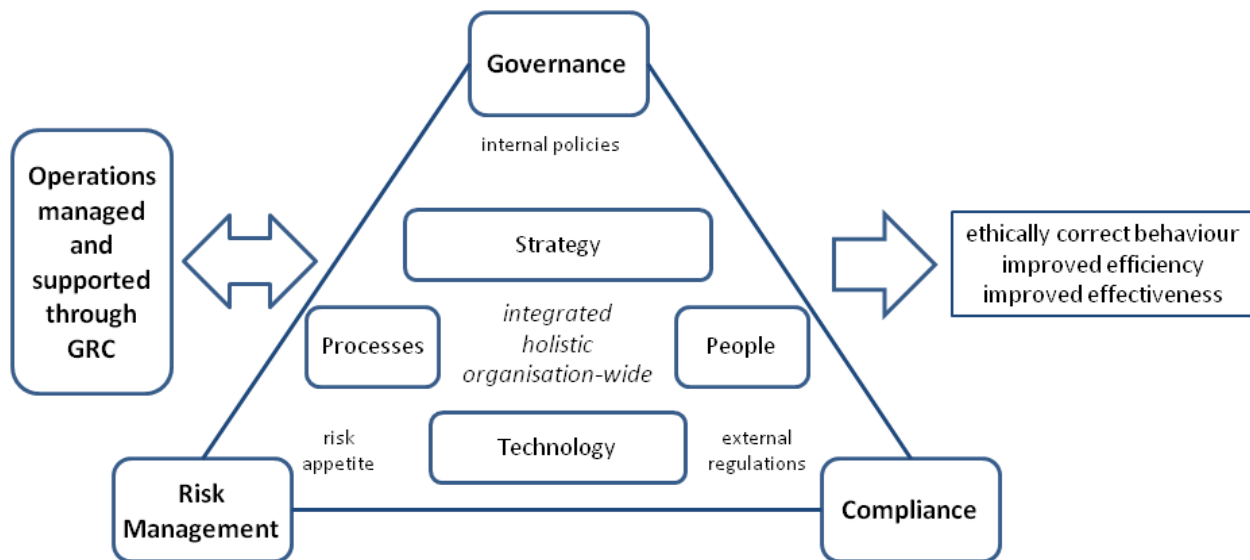 Governance
internal policies
Operations
managed
and
supported
through
GRC
Strategy
ethically correct behaviour
improved efficiency
improved effectiveness
Processes
integrated
holistic
organisation-wide
People
risk
appetite
Technology
external
regulations
Risk
Management
Compliance